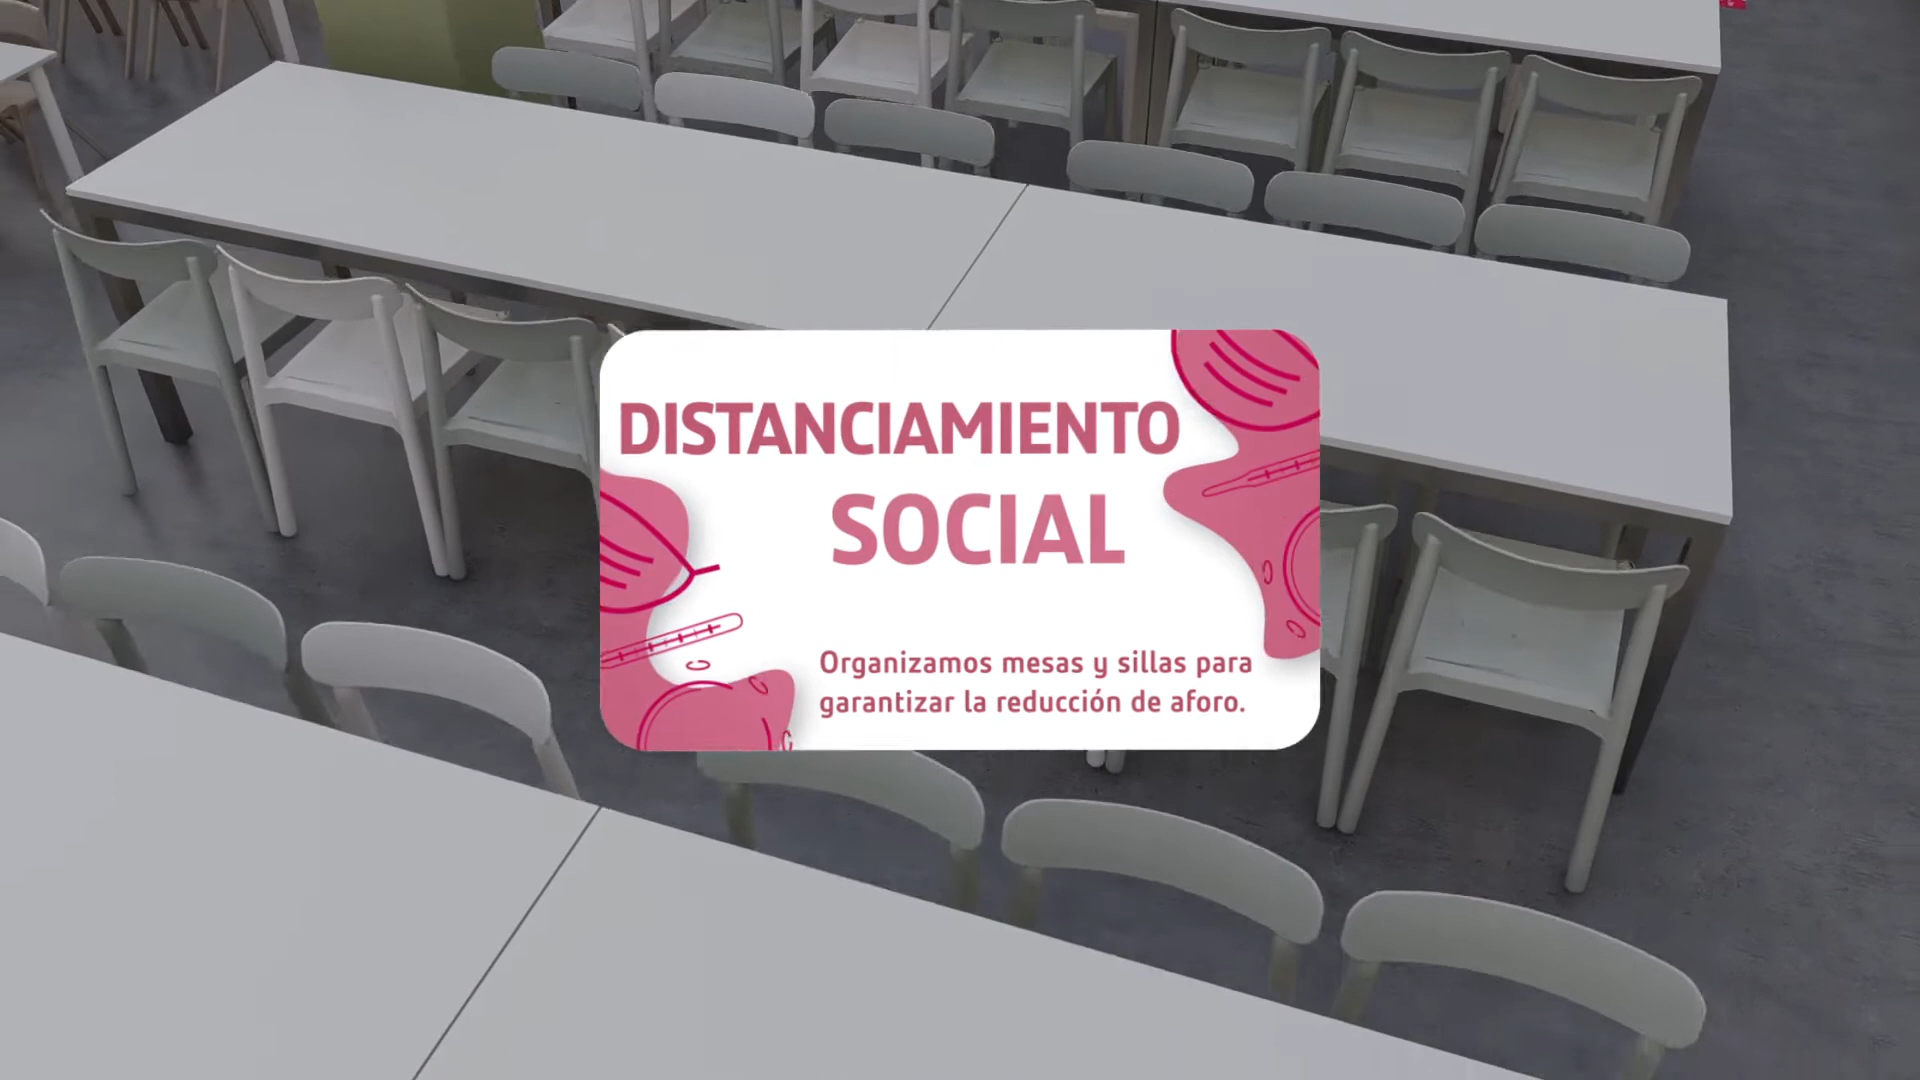 DISTANCIAMIENTO
SOCIAL
Organizamos mesas y sillas para
garantizar la reducción de aforo.